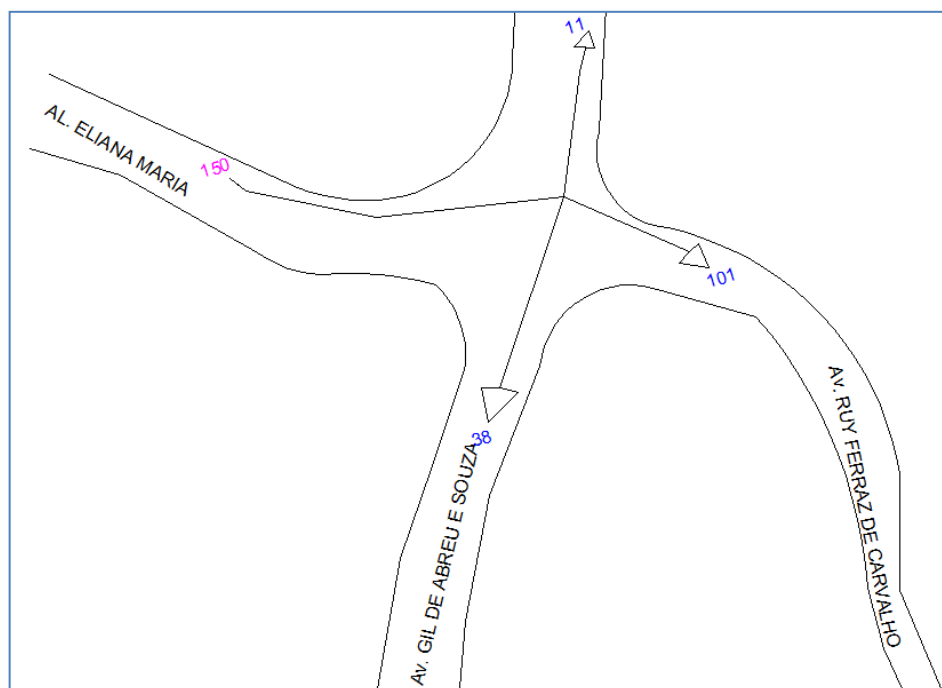 11
AL. ELIANA MARIA
150
101
38
Av. GIL DE ABREU E SOUZA
Av. RUY FERRAZ DE CARVALHO